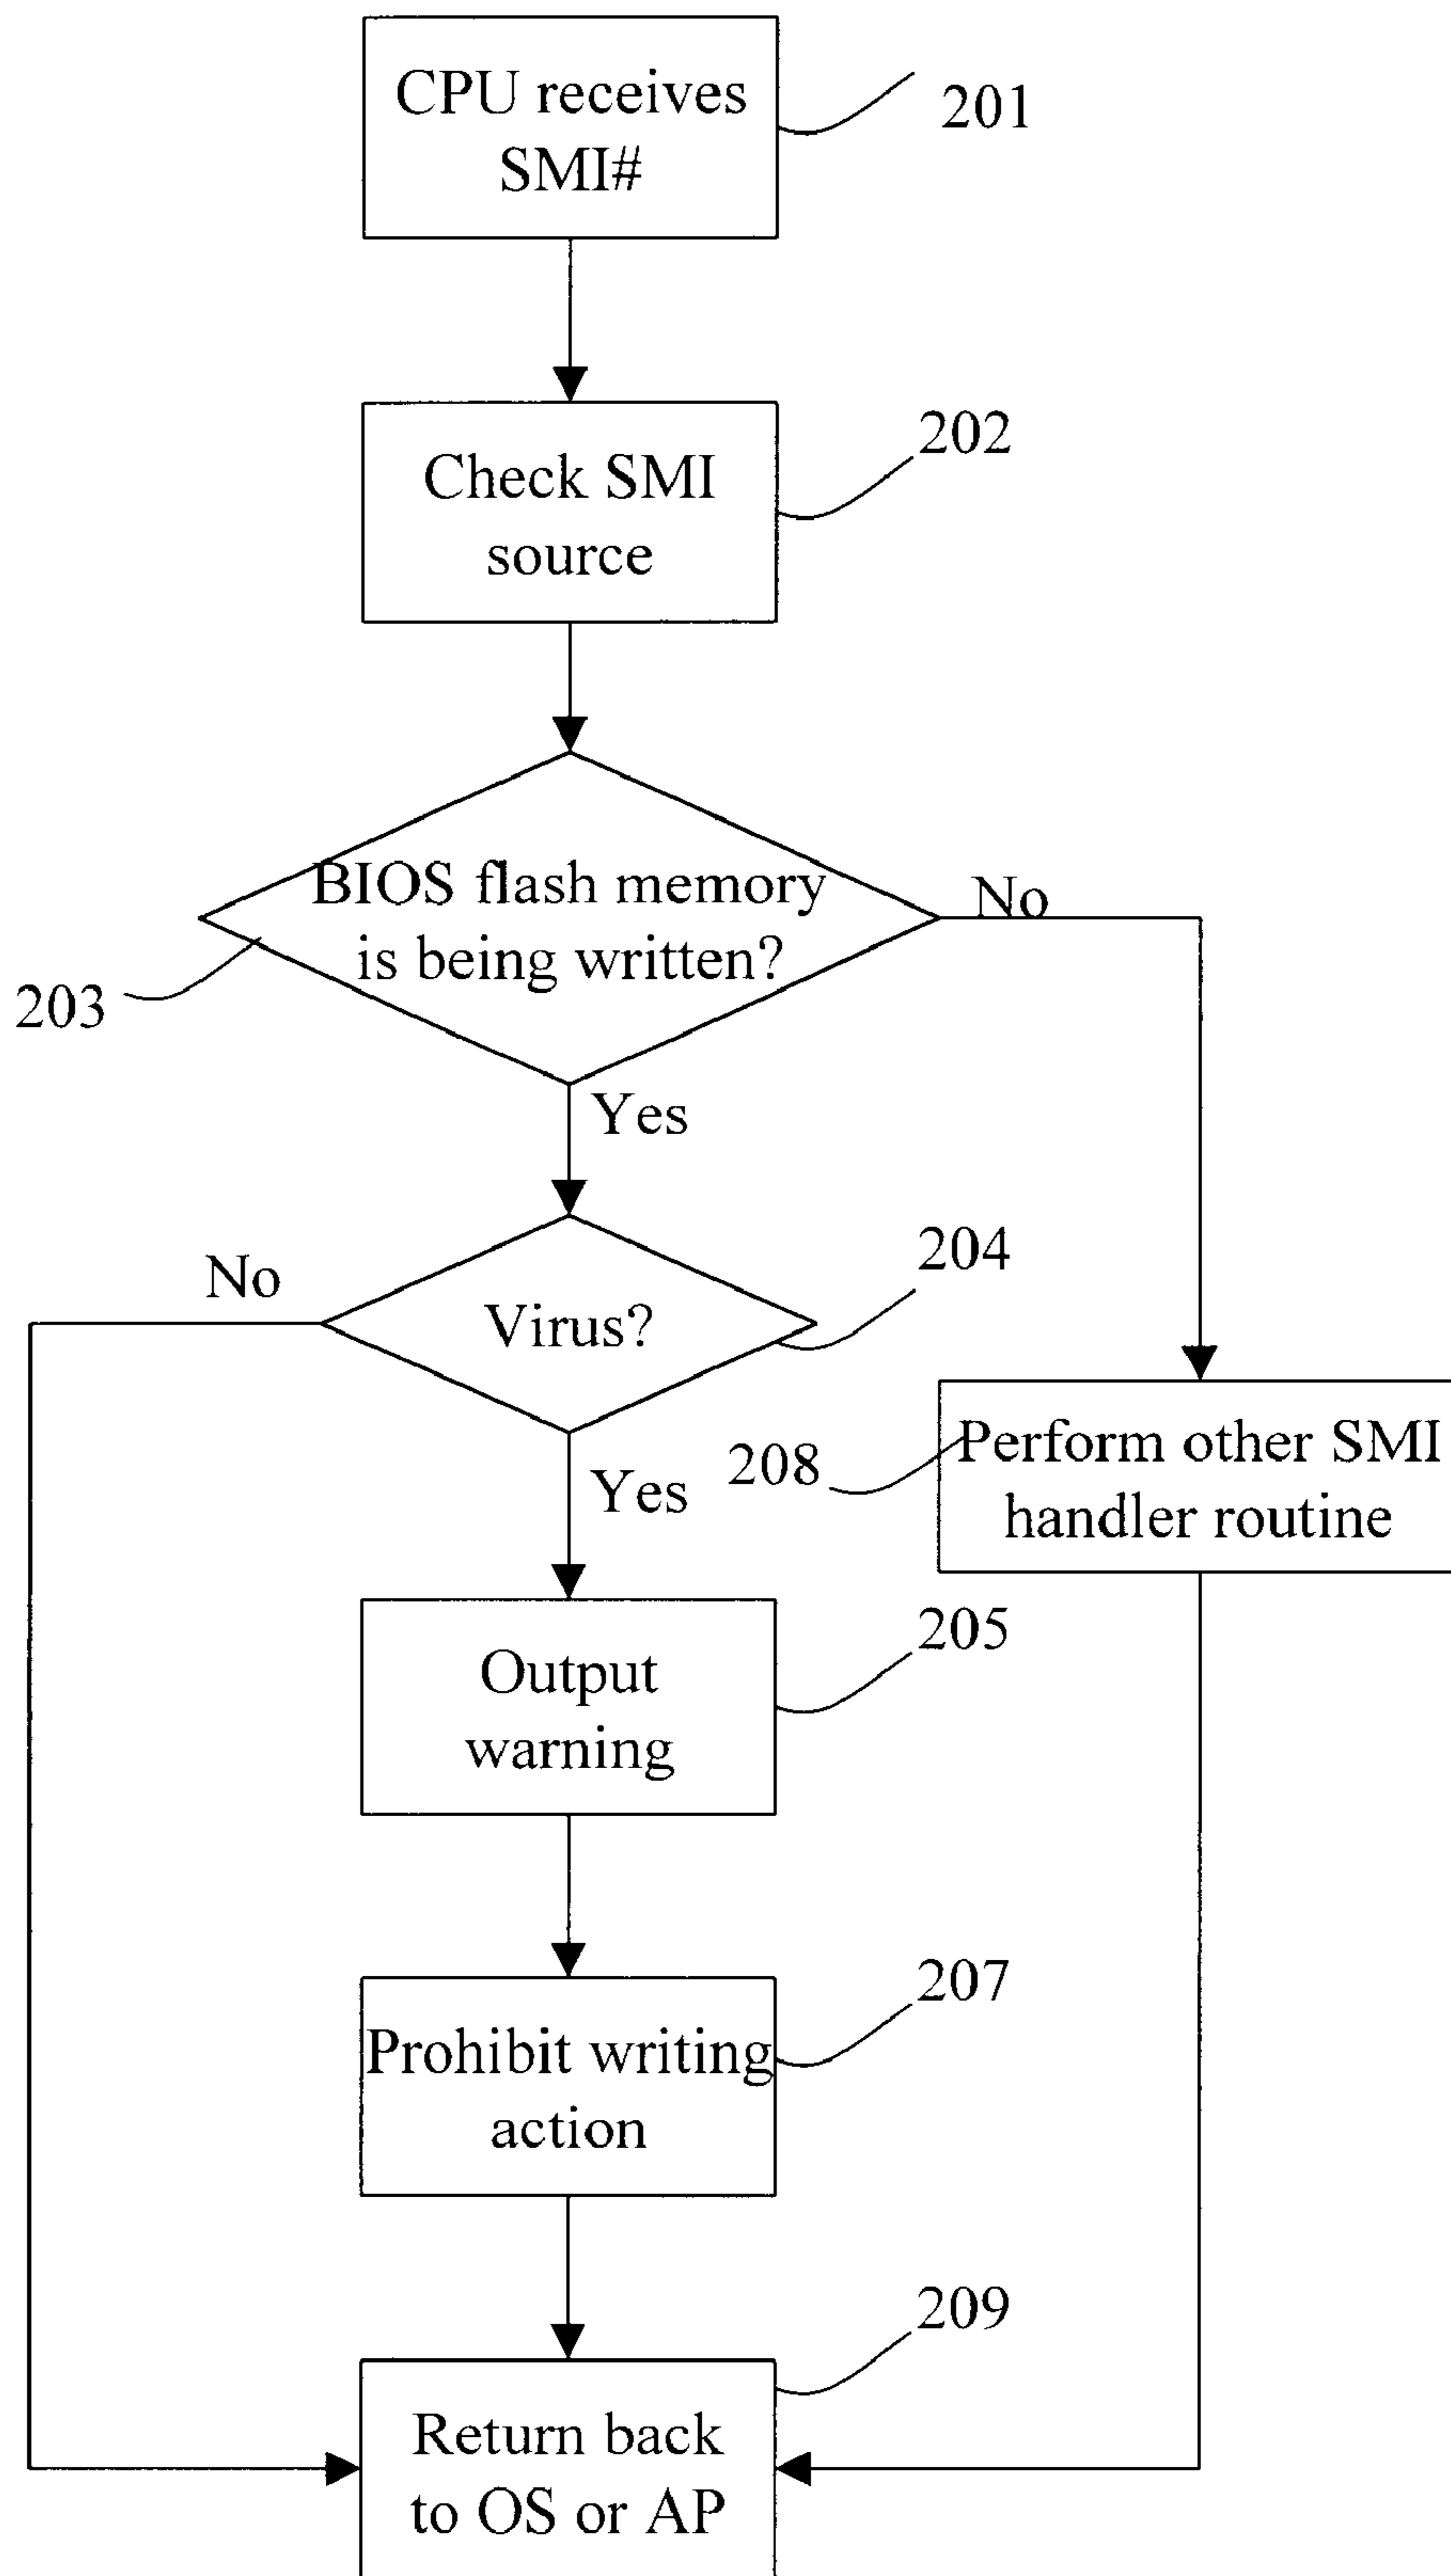 CPU receives
SMI#
201
Check SMI
source
202
BIOS flash memory
is being written?
No
203
Yes
No
Virus?
204
Yes
208
Perform other SMI
handler routine
Output
warning
205
Prohibit writing
action
207
Return back
to OS or AP
209